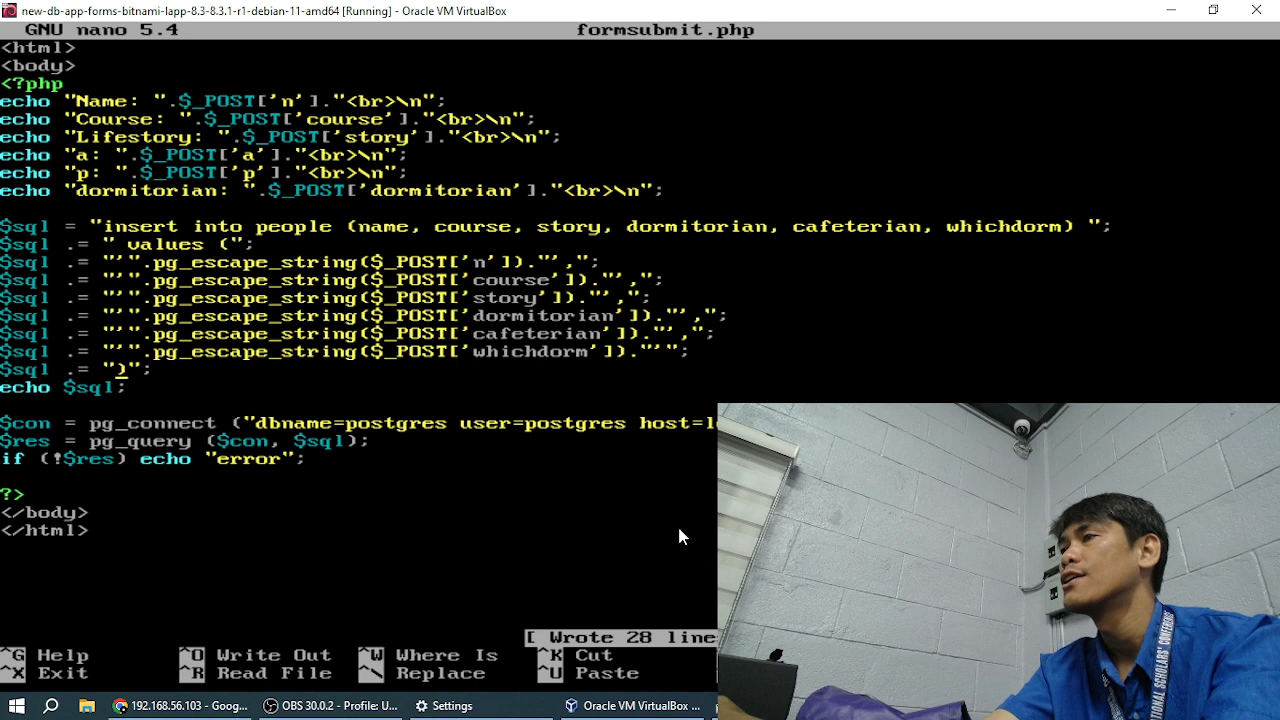 new-db-app-forms-bitnami-lapp-8.3-8.3.1-r1-debian-11-amd64 [Running] - Oracle VM VirtualBox
GNU nano 5.4 formsubmit.php
<html>
<body>
<?php
echo "Name: ".$_POST['n']."<br>\n";
echo "Course: ".$_POST['course']."<br>\n";
echo "Lifestory: ".$_POST['story']."<br>\n";
echo "a: ".$_POST['a']."<br>\n";
echo "p: ".$_POST['p']."<br>\n";
echo "dormitorian: ".$_POST['dormitorian']."<br>\n";
$sql = "insert into people (name, course, story, dormitorian, cafeterian, whichdorm) ";
$sql .= " values (";
$sql .= "'".pg_escape_string($_POST['n'])."',";
$sql .= "'".pg_escape_string($_POST['course'])."',";
$sql .= "'".pg_escape_string($_POST['story'])."',";
$sql .= "'".pg_escape_string($_POST['dormitorian'])."',";
$sql .= "'".pg_escape_string($_POST['cafeterian'])."',";
$sql .= "'".pg_escape_string($_POST['whichdorm'])."'";
$sql .= ")";
echo $sql;
$con = pg_connect ("dbname=postgres user=postgres host=l
$res = pg_query ($con, $sql);
if (!$res) echo "error";
?>
</body>
</html>
[ Wrote 28 line
^G Help ^O Write Out ^W Where Is ^K Cut
^X Exit ^R Read File ^\ Replace ^U Paste
192.168.56.103 - Goog... OBS 30.0.2 - Profile: U... Settings Oracle VM VirtualBox ...